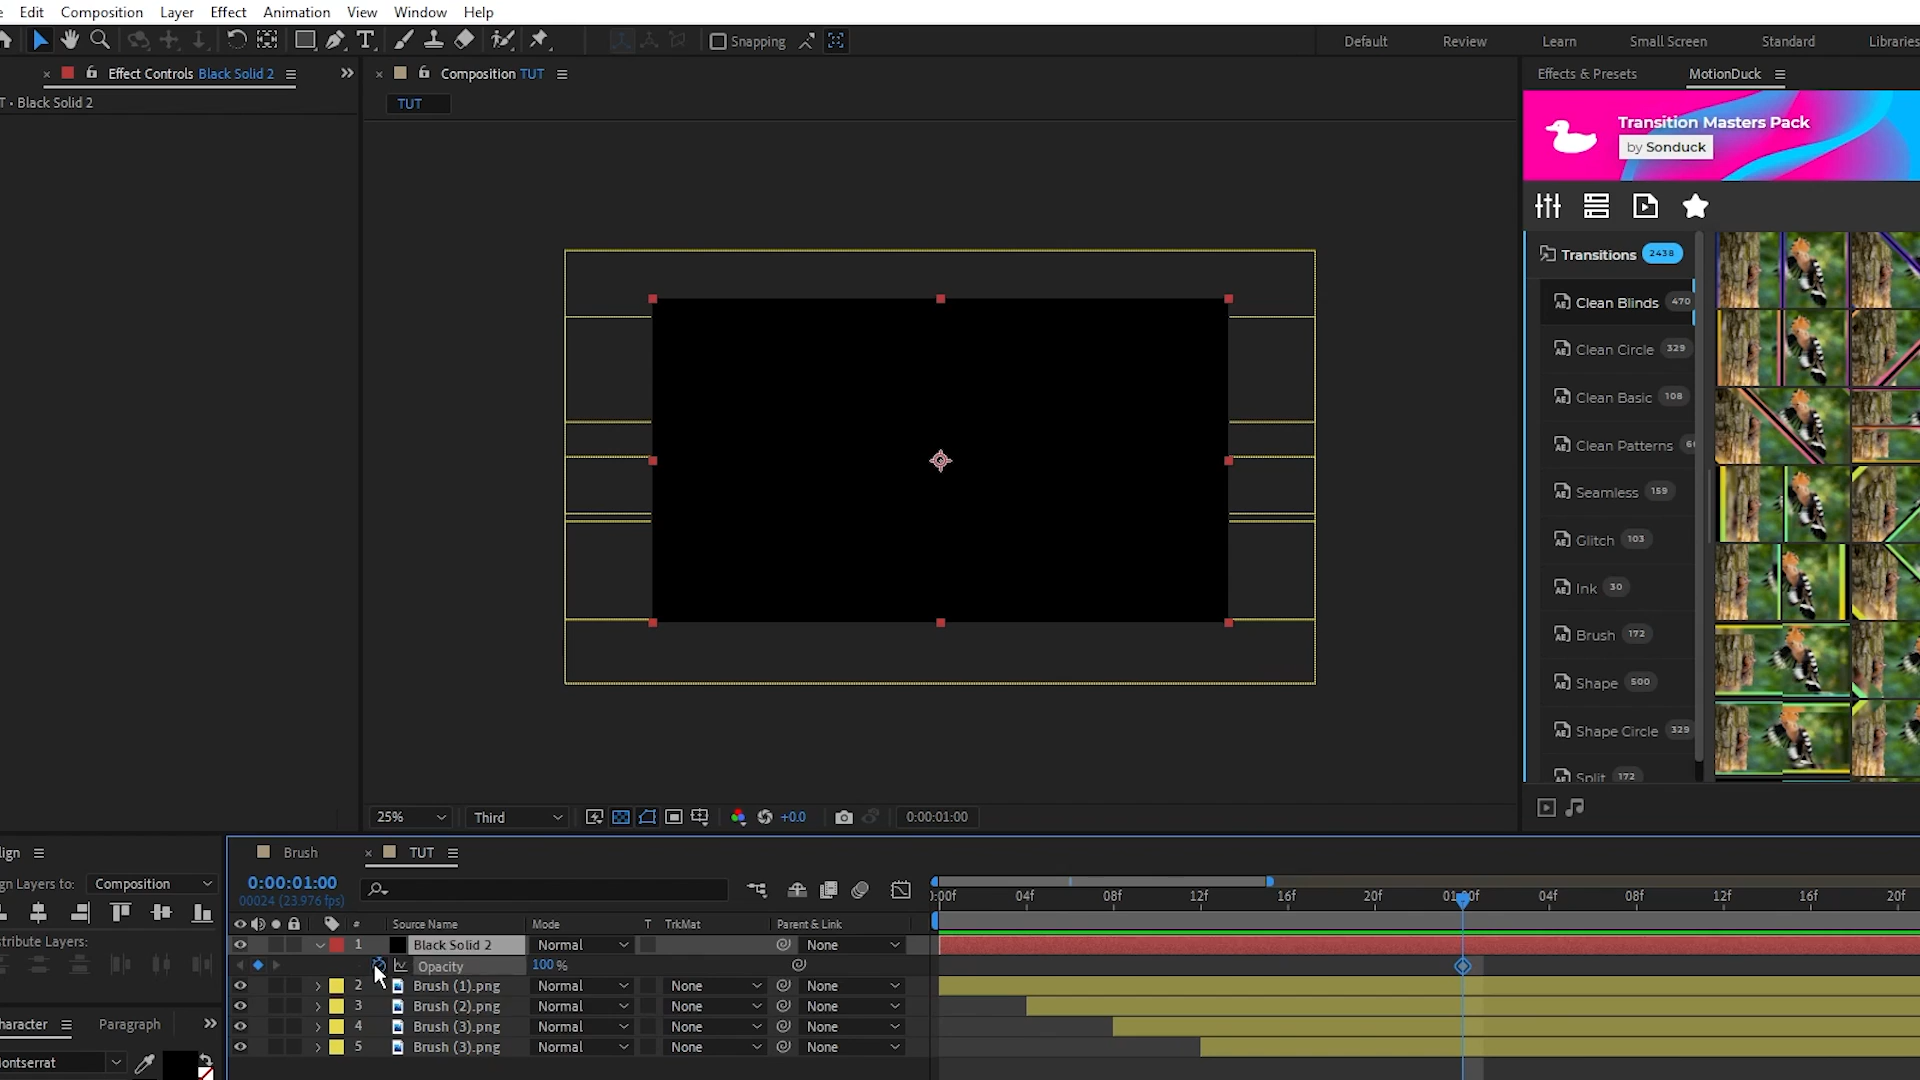 Edit Composition Layer Effect Animation View Window Help
Snapping
Default Review Learn Small Screen Standard Libraries
Effect Controls Black Solid 2
Composition TUT
Effects & Presets MotionDuck
T • Black Solid 2
TUT
Transition Masters Pack
by Sonduck
Transitions 2438
Clean Blinds 470
Clean Circle 329
Clean Basic 108
Clean Patterns
Seamless 159
Glitch 103
Ink 30
Brush 172
Shape 500
Shape Circle 329
Split 172
25% Third +0.0 0:00:01:00
lign
Brush TUT
gn Layers to: Composition
0:00:01:00
00024 (23.976 fps)
):00f 04f 08f 12f 16f 20f 01:00f 04f 08f 12f 16f 20f
# Source Name Mode T TrkMat Parent & Link
tribute Layers:
1 Black Solid 2 Normal None
Opacity 100 %
2 Brush (1).png Normal None None
3 Brush (2).png Normal None None
4 Brush (3).png Normal None None
5 Brush (3).png Normal None None
haracter Paragraph
ontserrat